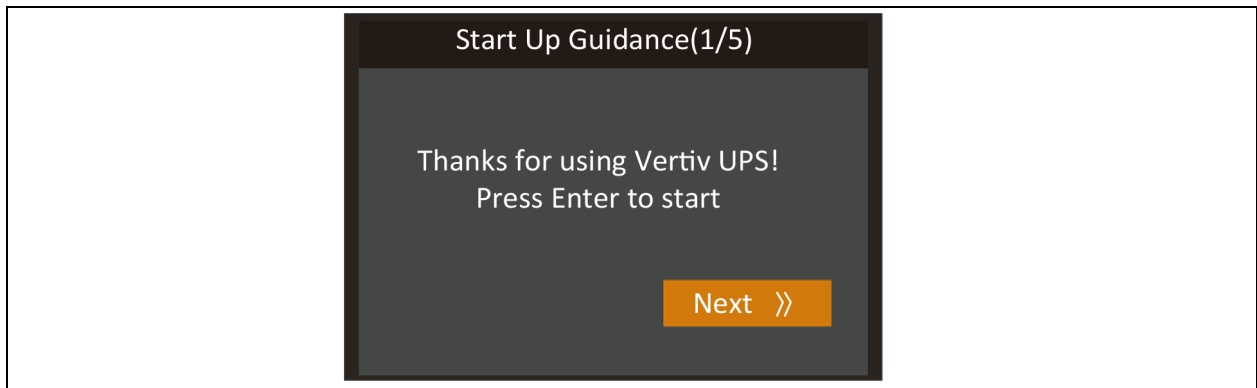 Start Up Guidance(1/5)
Thanks for using Vertiv UPS!
Press Enter to start
Next »